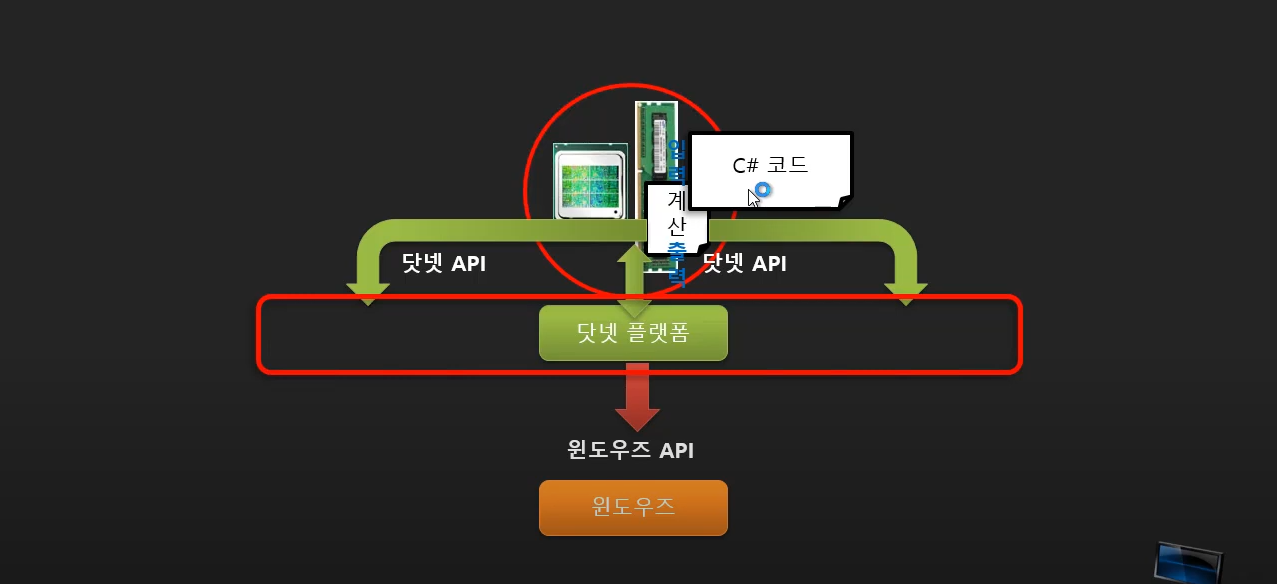 입
력
C# 코드
계
산
출
력
닷넷 API
닷넷 API
닷넷 플랫폼
윈도우즈 API
윈도우즈